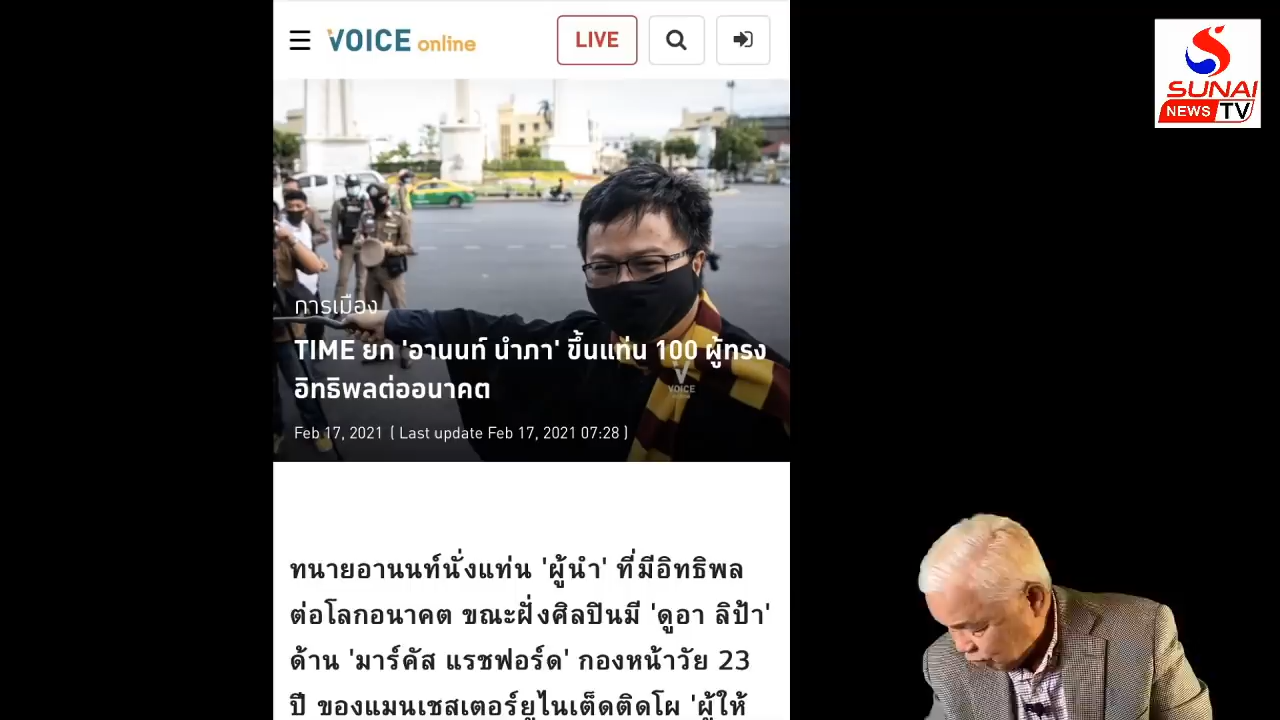 VOICE online
LIVE
SUNAI
NEWS TV
การเมือง
TIME ยก 'อานนท์ นำภา' ขึ้นแท่น 100 ผู้ทรง
อิทธิพลต่ออนาคต
VOICE
Feb 17, 2021 ( Last update Feb 17, 2021 07:28 )
ทนายอานนท์นั่งแท่น 'ผู้นำ' ที่มีอิทธิพล
ต่อโลกอนาคต ขณะฝั่งศิลปินมี 'ดูอา ลิป้า'
ด้าน 'มาร์คัส แรชฟอร์ด' กองหน้าวัย 23
ปี ของแมนเชสเตอร์ยูไนเต็ดติดโผ 'ผู้ให้